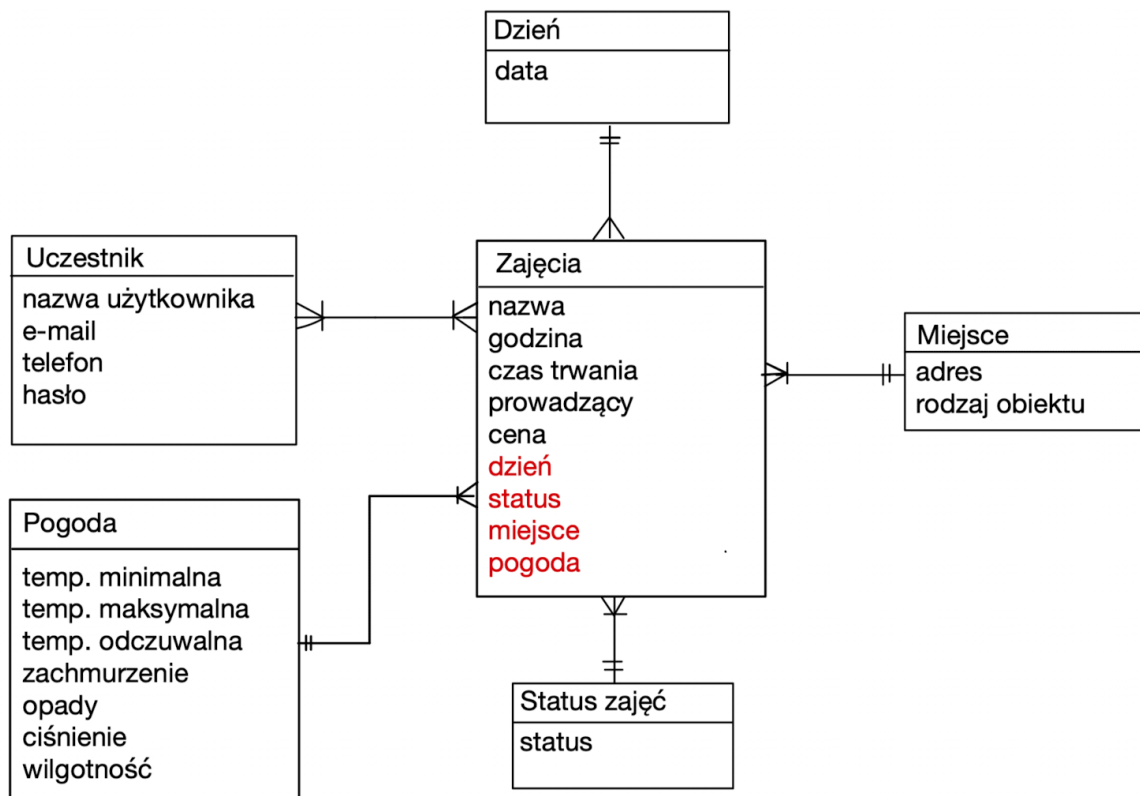 Dzień
data
Uczestnik
nazwa użytkownika
e-mail
telefon
hasło
Zajęcia
nazwa
godzina
czas trwania
prowadzący
cena
dzień
status
miejsce
pogoda
Miejsce
adres
rodzaj obiektu
Pogoda
temp. minimalna
temp. maksymalna
temp. odczuwalna
zachmurzenie
opady
ciśnienie
wilgotność
Status zajęć
status